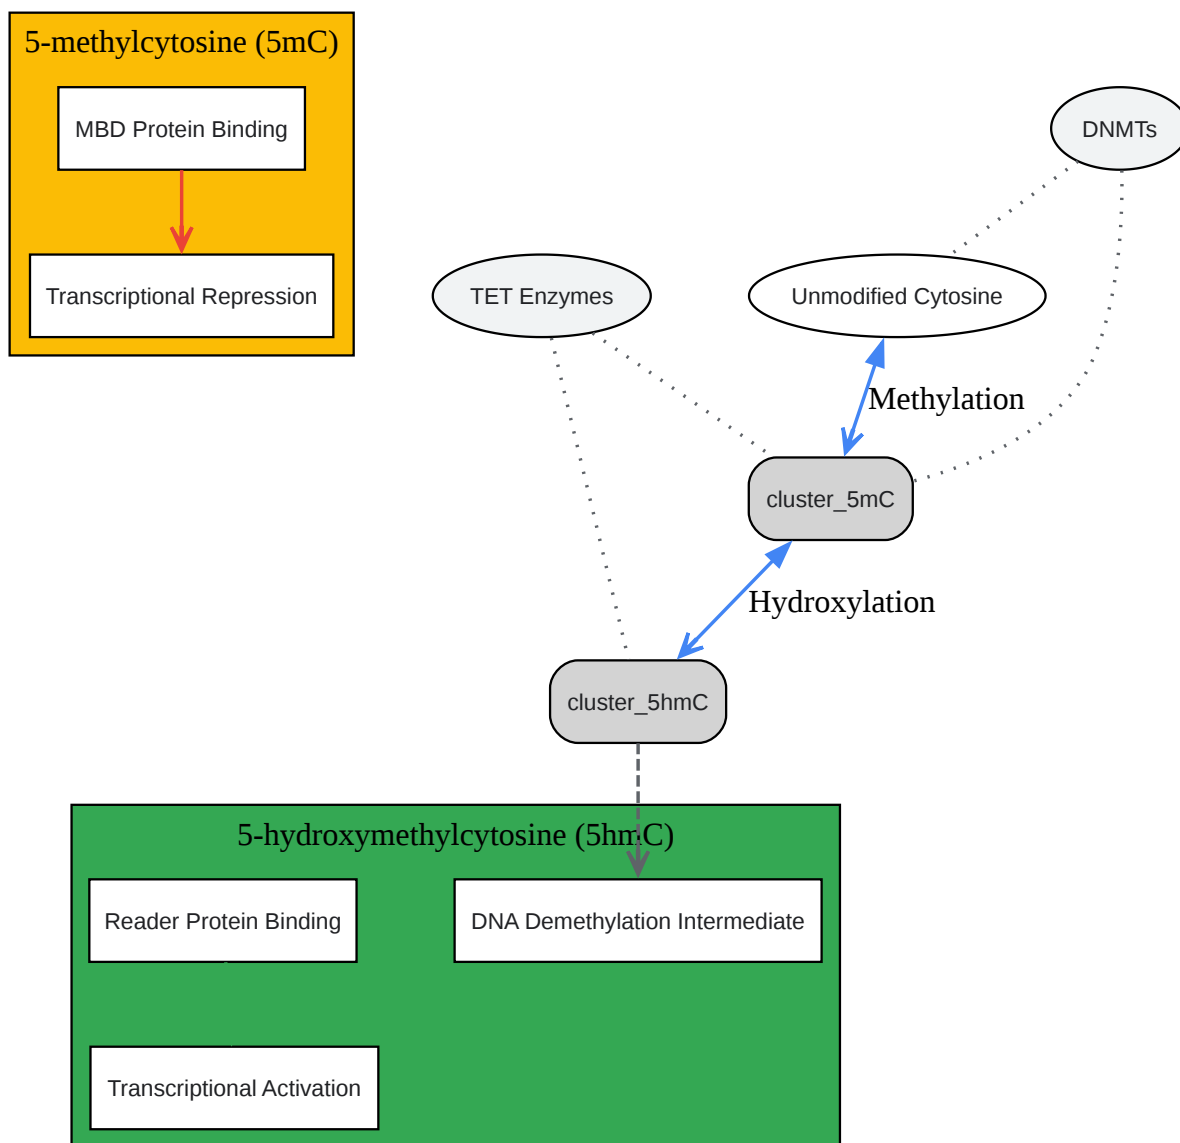 5-methylcytosine (5mC)
MBD Protein Binding
DNMTs
Transcriptional Repression
TET Enzymes
Unmodified Cytosine
Methylation
cluster_5mC
Hydroxylation
cluster_5hmC
5-hydroxymethylcytosine (5hmC)
Reader Protein Binding
DNA Demethylation Intermediate
Transcriptional Activation